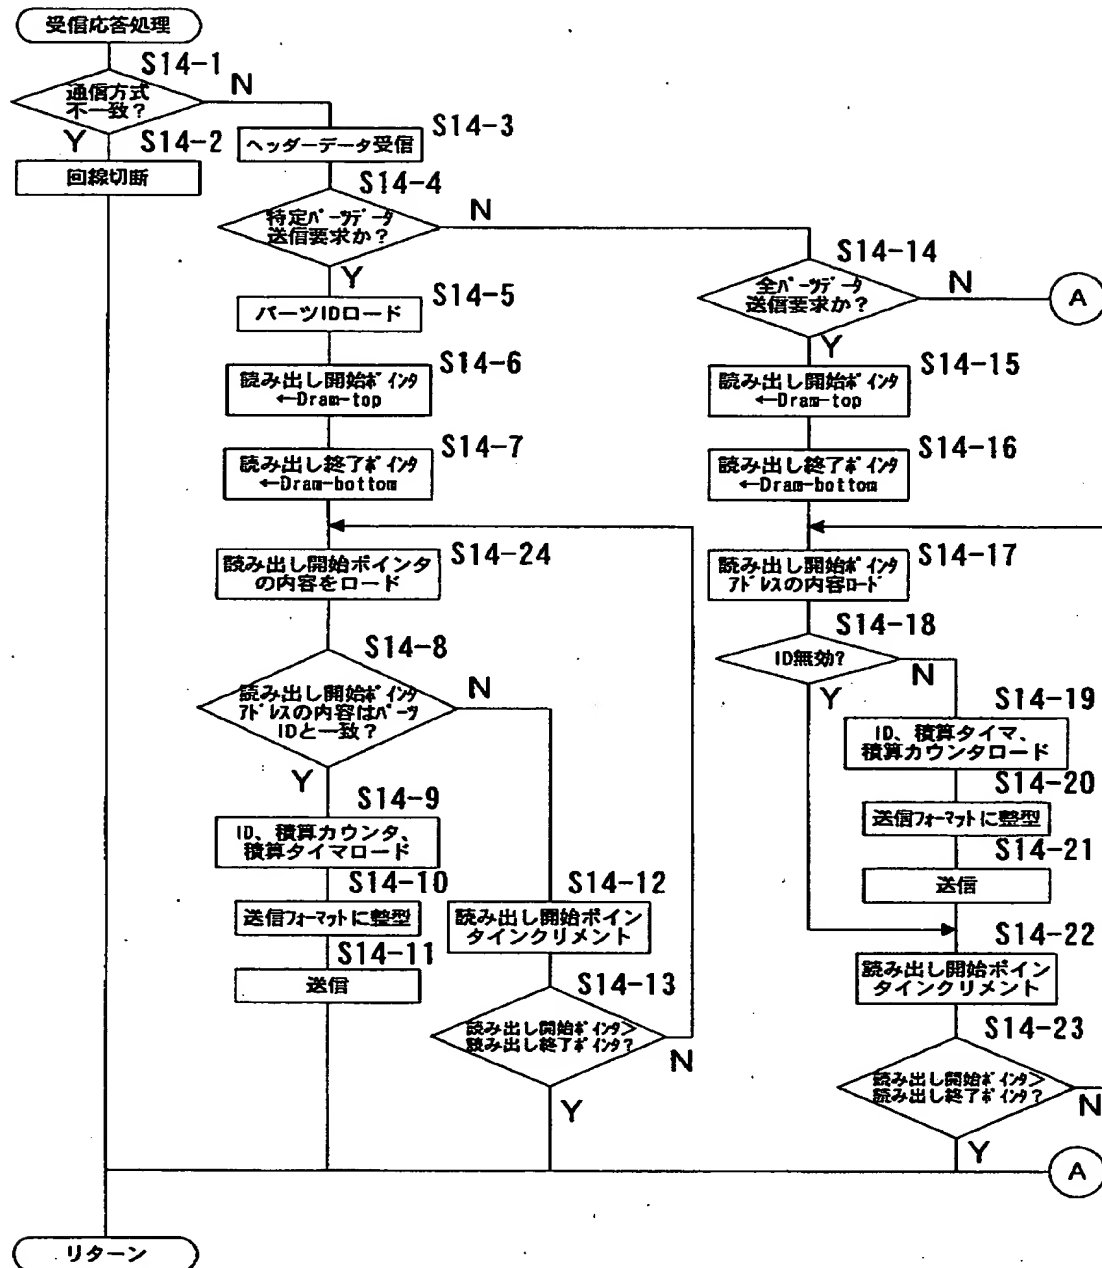 受信応答処理
S14-1
通信方式
不一致?
N
Y
S14-2
回線切断
S14-3
ヘッダーデータ受信
S14-4
特定パーツデータ
送信要求か?
N
Y
S14-5
パーツIDロード
S14-6
読み出し開始ポインタ
←Dram-top
S14-7
読み出し終了ポインタ
←Dram-bottom
S14-24
読み出し開始ポインタ
の内容をロード
S14-8
読み出し開始ポインタ
アドレスの内容はパーツ
IDと一致?
N
Y
S14-9
ID、積算カウンタ、
積算タイマロード
S14-10
送信フォーマットに整型
S14-11
送信
S14-12
読み出し開始ポイン
タインクリメント
S14-13
読み出し開始ポインタ>
読み出し終了ポインタ?
N
Y
S14-14
全パーツデータ
送信要求か?
N
A
Y
S14-15
読み出し開始ポインタ
←Dram-top
S14-16
読み出し終了ポインタ
←Dram-bottom
S14-17
読み出し開始ポインタ
アドレスの内容ロード
S14-18
ID無効?
N
Y
S14-19
ID、積算タイマ、
積算カウンタロード
S14-20
送信フォーマットに整型
S14-21
送信
S14-22
読み出し開始ポイン
タインクリメント
S14-23
読み出し開始ポインタ>
読み出し終了ポインタ?
N
Y
A
リターン